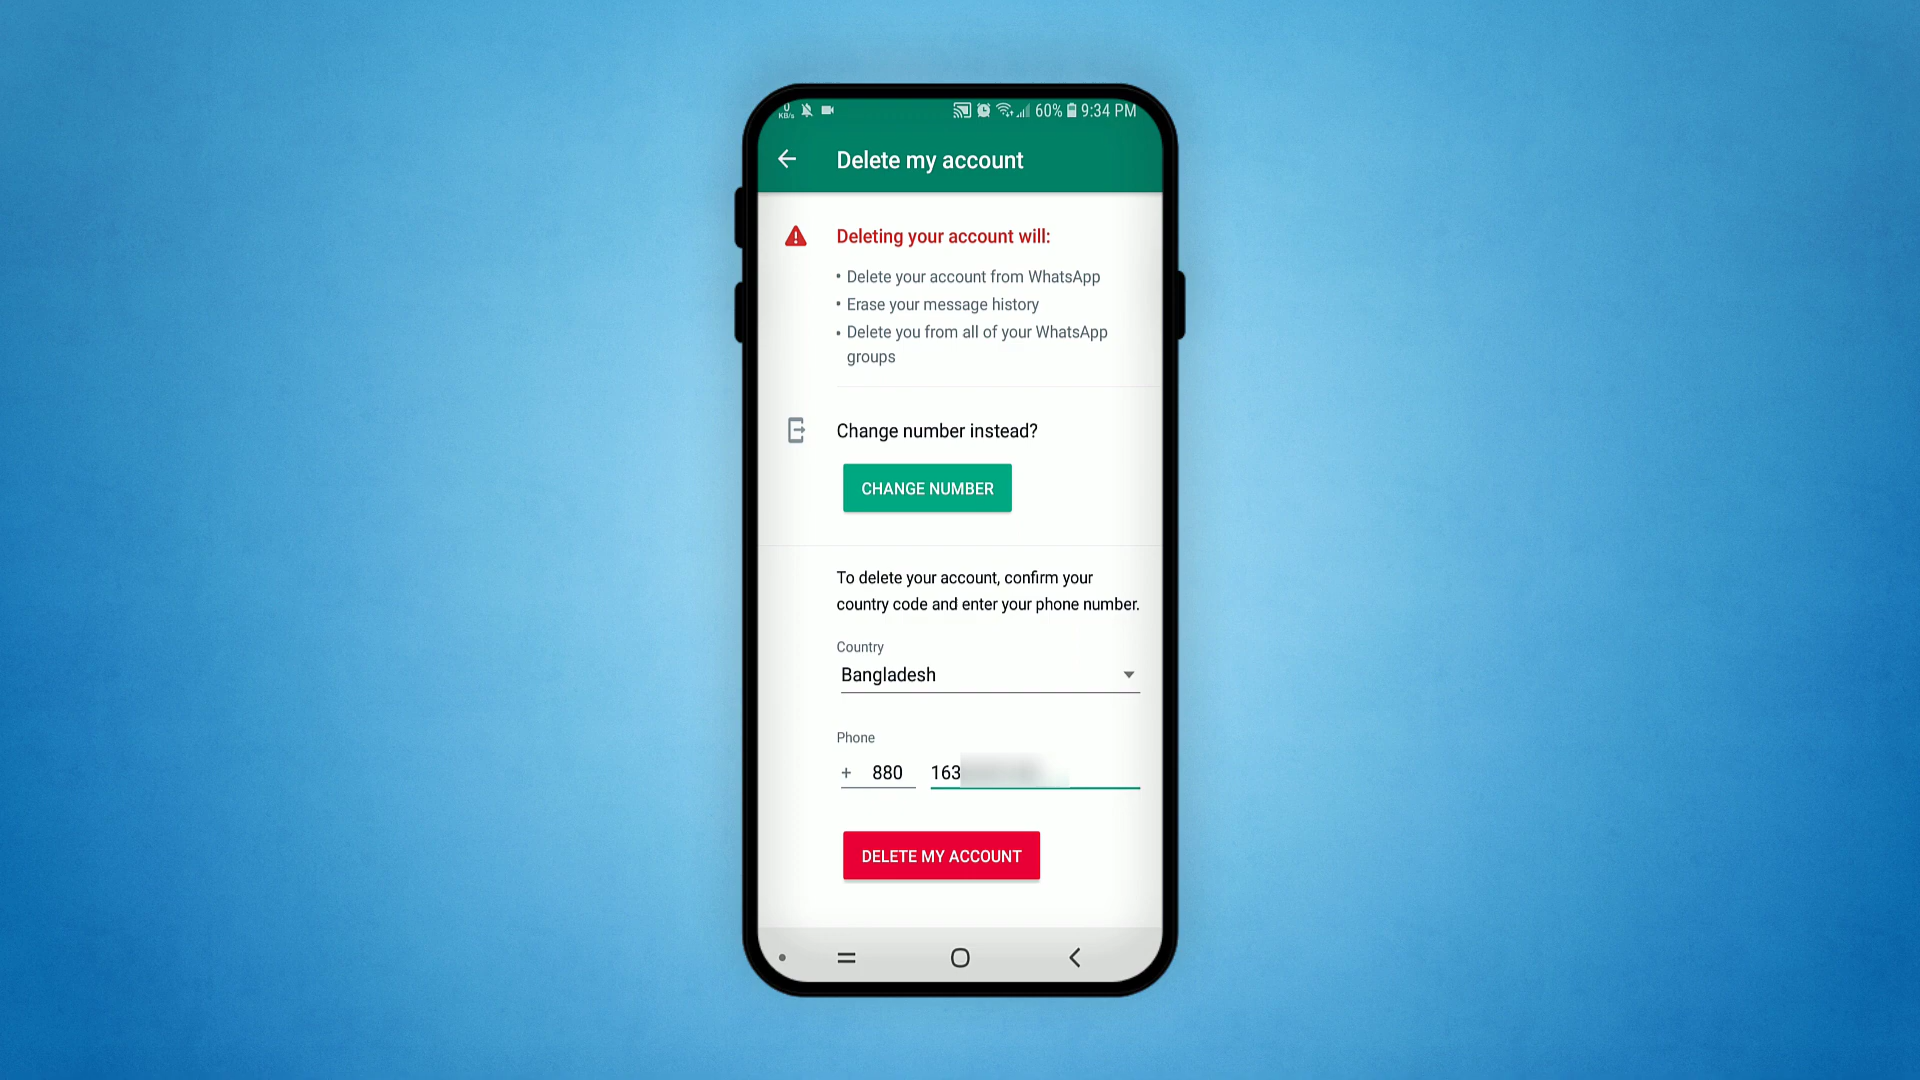 0
KB/s
60% 9:34 PM
Delete my account
Deleting your account will:
• Delete your account from WhatsApp
• Erase your message history
• Delete you from all of your WhatsApp
groups
Change number instead?
CHANGE NUMBER
To delete your account, confirm your
country code and enter your phone number.
Country
Bangladesh
Phone
+ 880 163
DELETE MY ACCOUNT